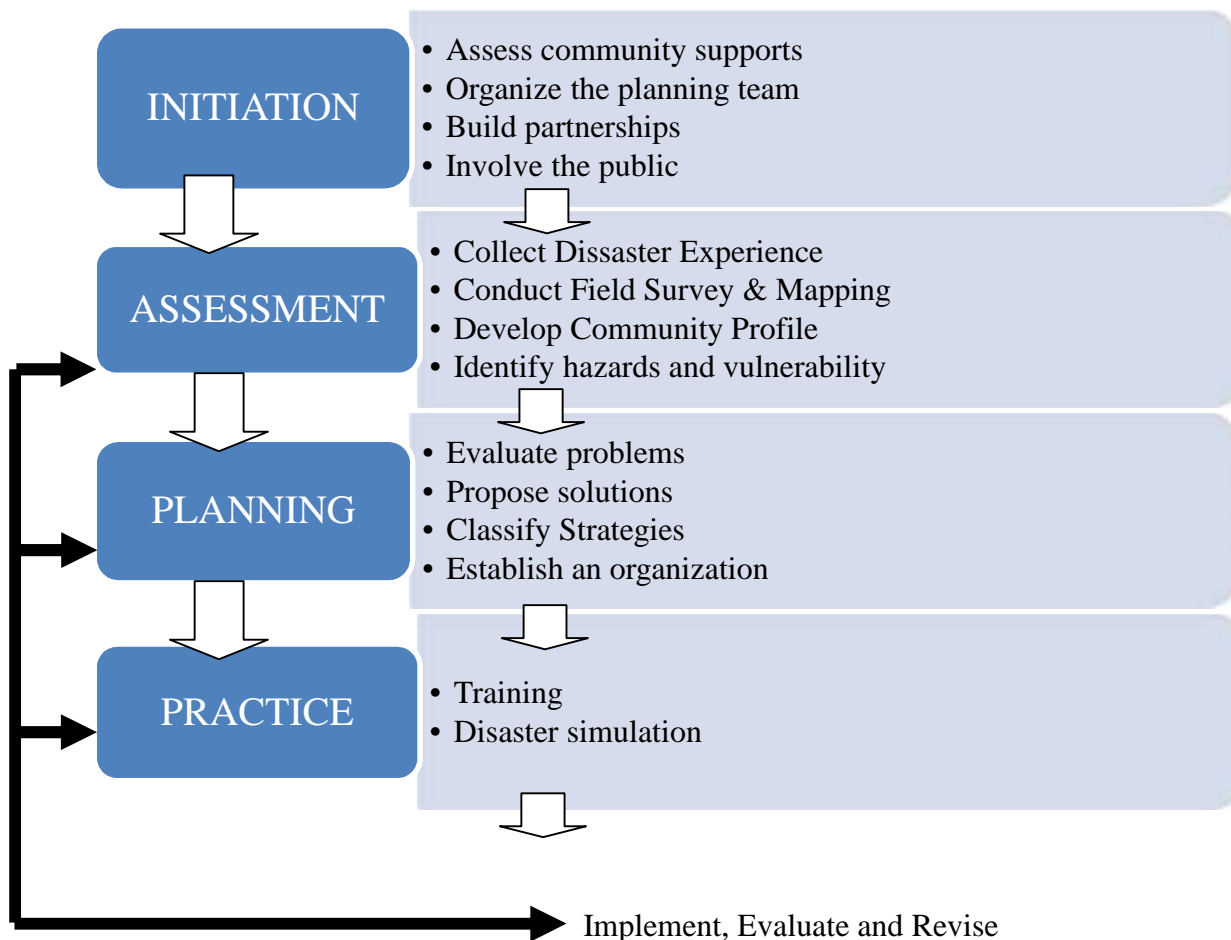 INITIATION
• Assess community supports
• Organize the planning team
• Build partnerships
• Involve the public
ASSESSMENT
• Collect Dissaster Experience
• Conduct Field Survey & Mapping
• Develop Community Profile
• Identify hazards and vulnerability
PLANNING
• Evaluate problems
• Propose solutions
• Classify Strategies
• Establish an organization
PRACTICE
• Training
• Disaster simulation
Implement, Evaluate and Revise